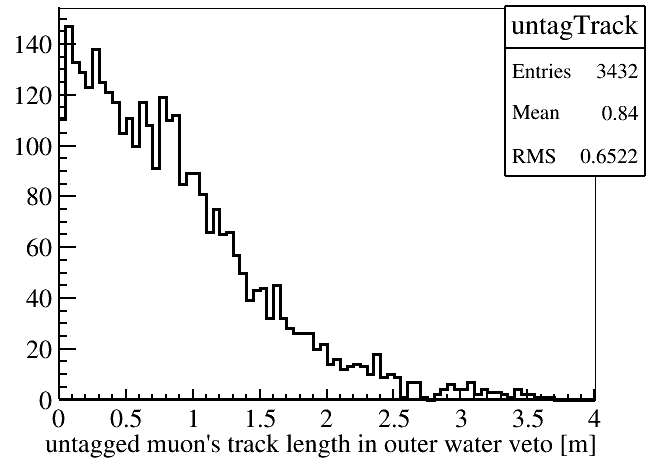 untagTrack
Entries 3432
Mean 0.84
RMS 0.6522
140
120
100
80
60
40
20
0
0 0.5 1 1.5 2 2.5 3 3.5 4
untagged muon's track length in outer water veto [m]